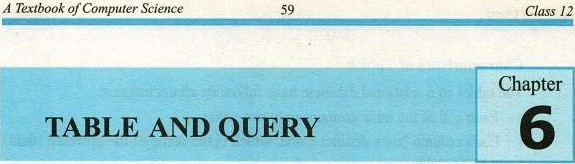 A Textbook of Computer Science 59 Class 12
Chapter
TABLE AND QUERY 6